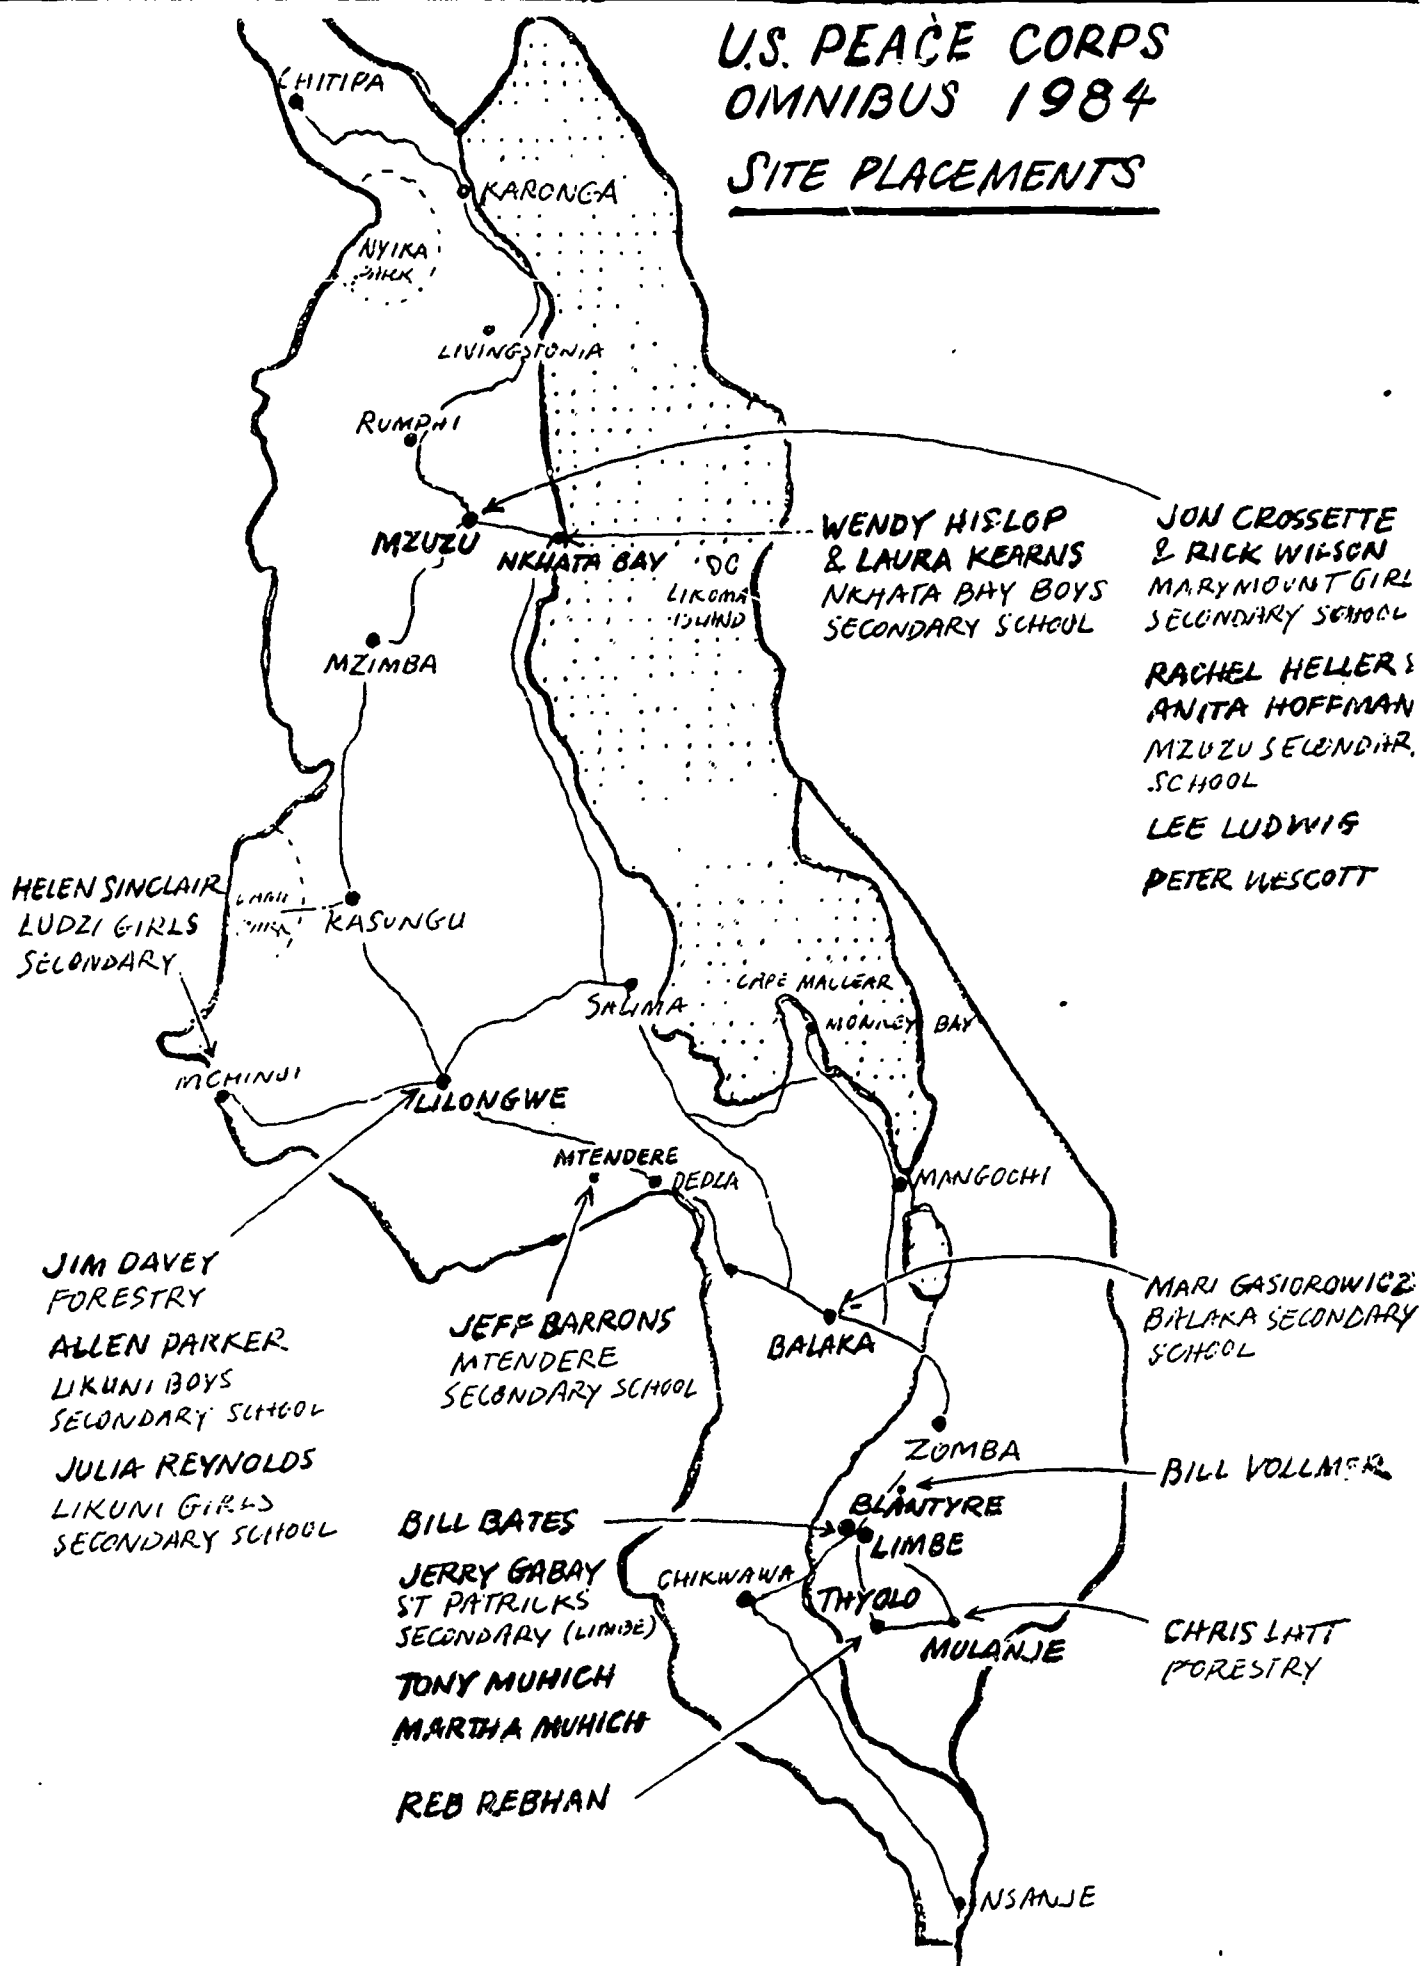 U.S. PEACE CORPS
OMNIBUS 1984
SITE PLACEMENTS
CHITIPA
KARONGA
NYIKA
LIVINGSTONIA
RUMPHI
MZUZU
NKHATA BAY
LIKOMA
ISLAND
WENDY HISLOP
& LAURA KEARNS
NKHATA BAY BOYS
SECONDARY SCHOOL
JON CROSSETTE
& RICK WILSON
MARYMOUNT GIRL
SECONDARY SCHOOL
RACHEL HELLER &
ANITA HOFFMAN
MZUZU SECONDAR
SCHOOL
LEE LUDWIG
PETER WESCOTT
MZIMBA
HELEN SINCLAIR
LUDZI GIRLS
SECONDARY
KASUNGU
SALIMA
CAPE MACLEAR
MONKEY BAY
MCHINJI
LILONGWE
MTENDERE
DEDZA
MANGOCHI
JIM DAVEY
FORESTRY
ALLEN PARKER
LIKUNI BOYS
SECONDARY SCHOOL
JULIA REYNOLDS
LIKUNI GIRLS
SECONDARY SCHOOL
JEFF BARRONS
MTENDERE
SECONDARY SCHOOL
BALAKA
MARI GASIOROWICZ
BALAKA SECONDARY
SCHOOL
ZOMBA
BILL VOLLMER
BLANTYRE
LIMBE
BILL BATES
JERRY GABAY
ST PATRICKS
SECONDARY (LIMBE)
TONY MUHICH
MARTHA MUHICH
REB REBHAN
CHIKWAWA
THYOLO
MULANJE
CHRIS LATT
FORESTRY
NSANJE